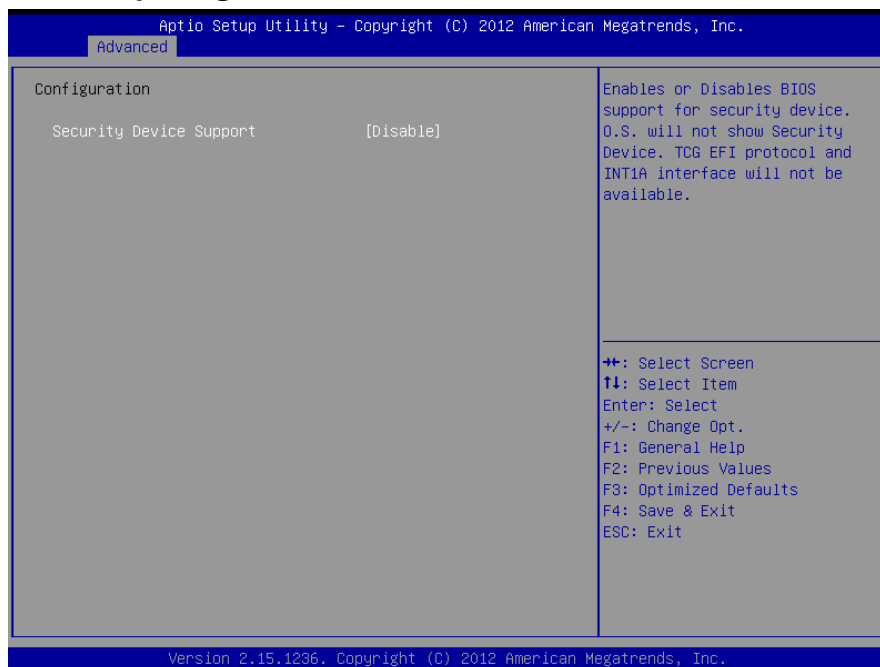 Aptio Setup Utility – Copyright (C) 2012 American Megatrends, Inc.
Advanced
Configuration
Security Device Support [Disable]
Enables or Disables BIOS
support for security device.
O.S. will not show Security
Device. TCG EFI protocol and
INT1A interface will not be
available.
→←: Select Screen
↑↓: Select Item
Enter: Select
+/-: Change Opt.
F1: General Help
F2: Previous Values
F3: Optimized Defaults
F4: Save & Exit
ESC: Exit
Version 2.15.1236. Copyright (C) 2012 American Megatrends, Inc.